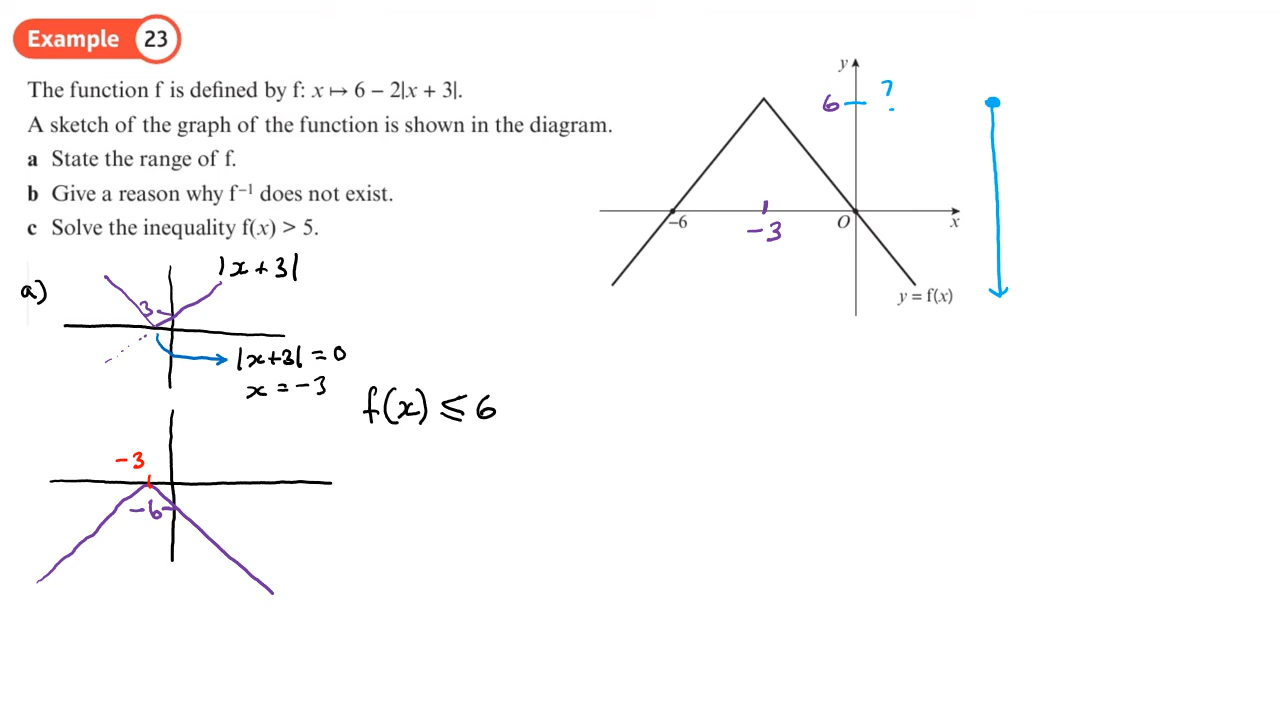 Example 23
The function f is defined by f: x ↦ 6 − 2|x + 3|.
A sketch of the graph of the function is shown in the diagram.
a State the range of f.
b Give a reason why f⁻¹ does not exist.
c Solve the inequality f(x) > 5.
y
6 ?
−6
−3
O
x
y = f(x)
a)
|x + 3|
3
|x+3| = 0
x = −3
f(x) ⩽ 6
−3
−6